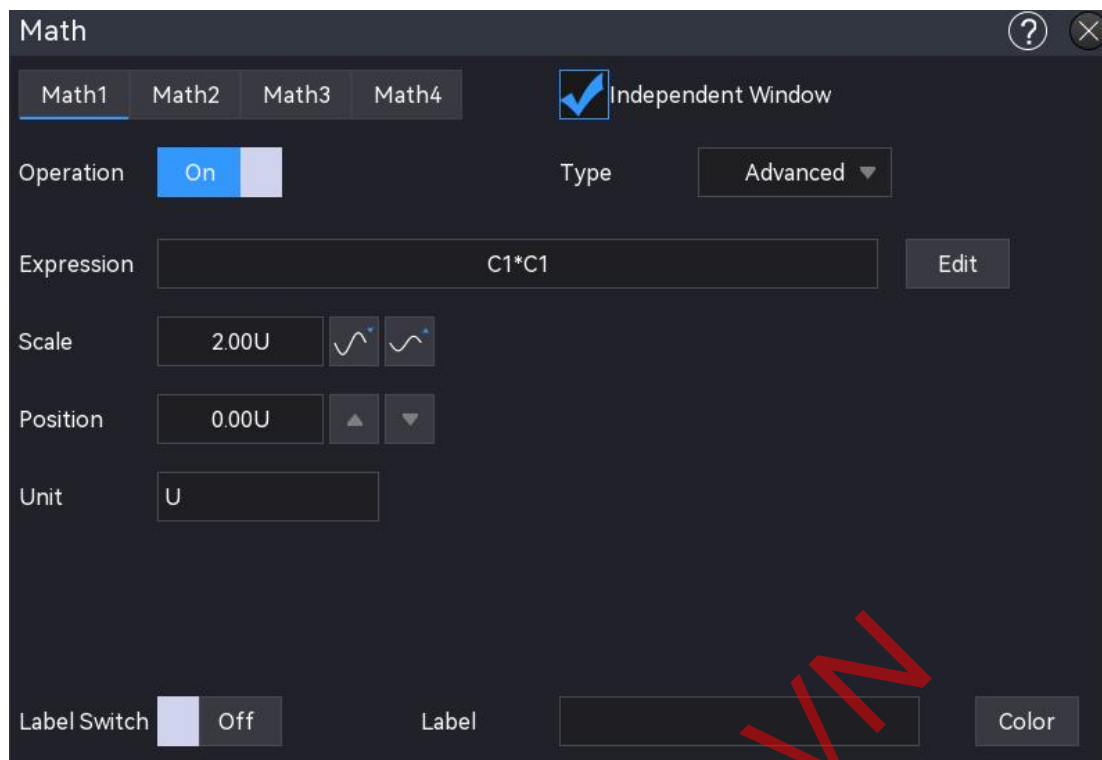 Math ?
Math1 Math2 Math3 Math4 Independent Window
Operation On Type Advanced
Expression C1*C1 Edit
Scale 2.00U
Position 0.00U
Unit U
Label Switch Off Label Color
VN